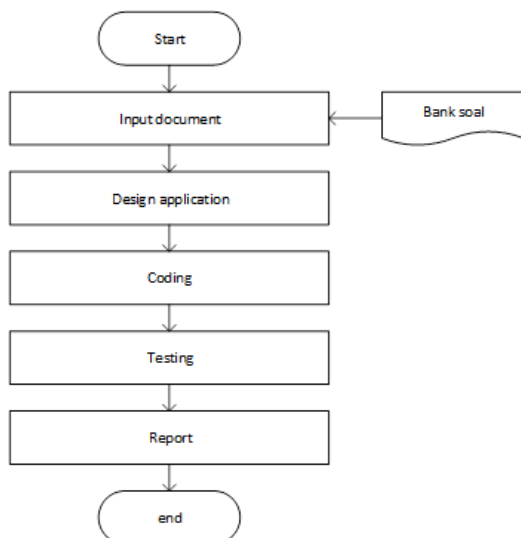 Start
Input document
Bank soal
Design application
Coding
Testing
Report
end